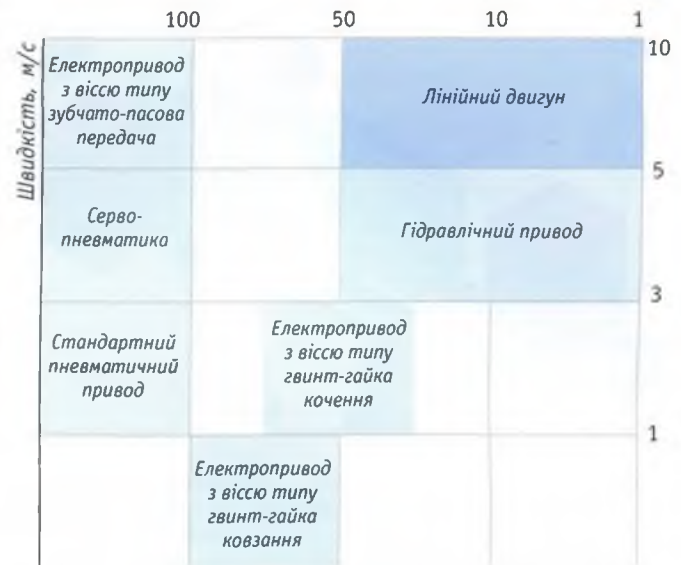 100 50 10 1
Швидкість, м/с
10
Електропривод
з віссю типу
зубчато-пасова
передача
Лінійний двигун
5
Серво-
пневматика
Гідравлічний привод
3
Стандартний
пневматичний
привод
Електропривод
з віссю типу
гвинт-гайка
кочення
1
Електропривод
з віссю типу
гвинт-гайка
ковзання